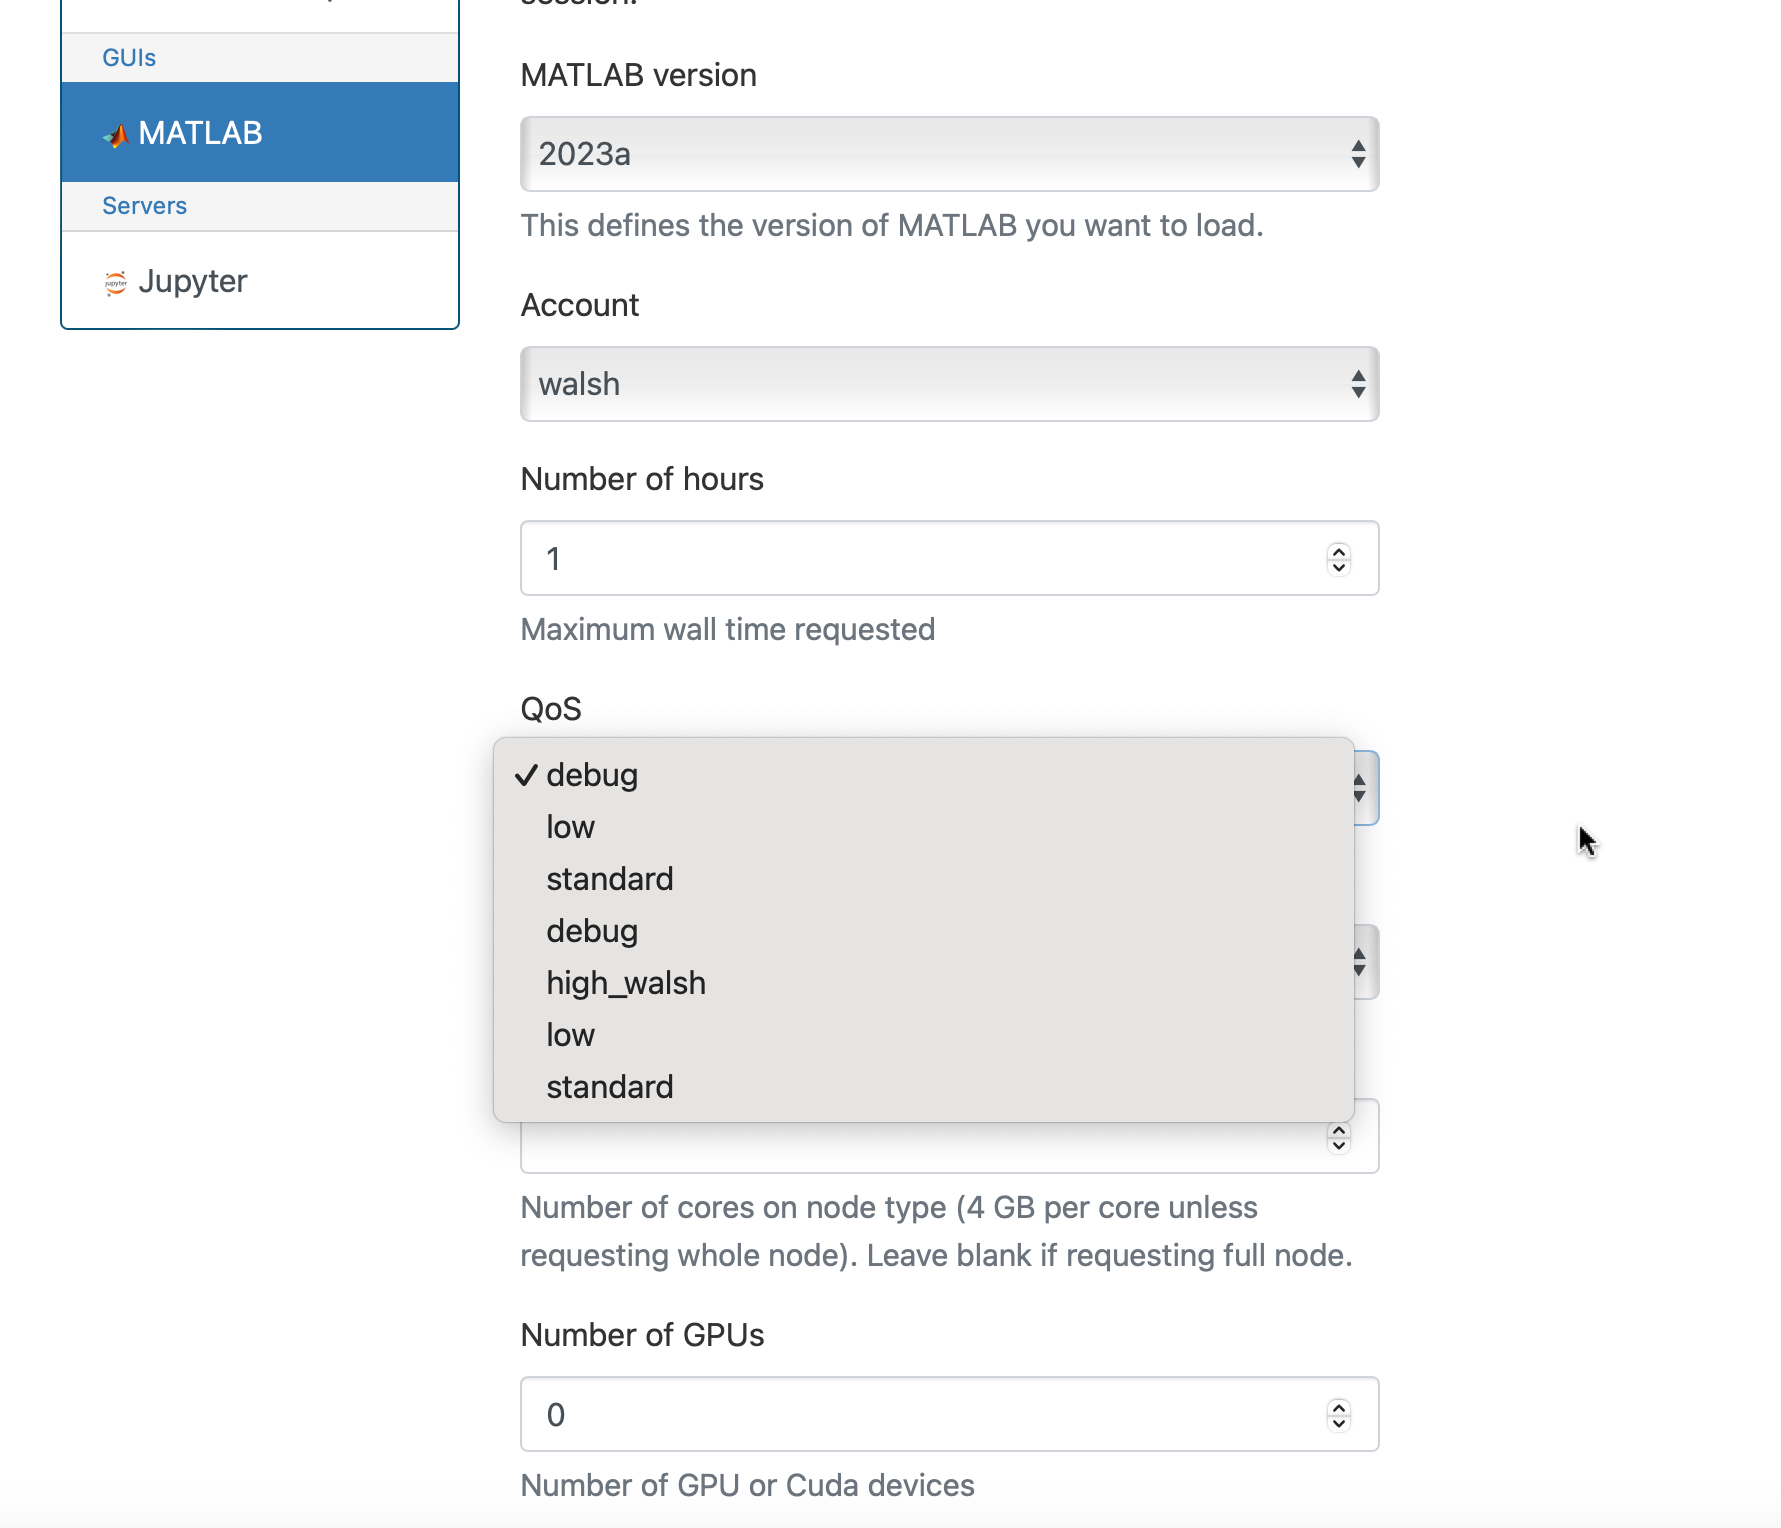 session.
GUIs
MATLAB
Servers
Jupyter
MATLAB version
2023a
This defines the version of MATLAB you want to load.
Account
walsh
Number of hours
1
Maximum wall time requested
QoS
✓ debug
low
standard
debug
high_walsh
low
standard
Number of cores on node type (4 GB per core unless
requesting whole node). Leave blank if requesting full node.
Number of GPUs
0
Number of GPU or Cuda devices